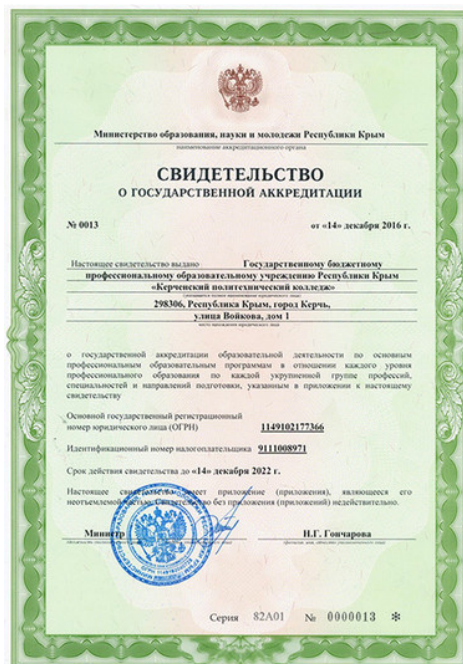 Министерство образования, науки и молодежи Республики Крым
наименование аккредитационного органа
СВИДЕТЕЛЬСТВО
О ГОСУДАРСТВЕННОЙ АККРЕДИТАЦИИ
№ 0013 от «14» декабря 2016 г.
Настоящее свидетельство выдано Государственному бюджетному
профессиональному образовательному учреждению Республики Крым
«Керченский политехнический колледж»
(указывается полное наименование юридического лица)
298306, Республика Крым, город Керчь,
улица Войкова, дом 1
место нахождения юридического лица
о государственной аккредитации образовательной деятельности по основным
профессиональным образовательным программам в отношении каждого уровня
профессионального образования по каждой укрупненной группе профессий,
специальностей и направлений подготовки, указанным в приложении к настоящему
свидетельству
Основной государственный регистрационный
номер юридического лица (ОГРН) 1149102177366
Идентификационный номер налогоплательщика 9111008971
Срок действия свидетельства до «14» декабря 2022 г.
Настоящее свидетельство имеет приложение (приложения), являющееся его
неотъемлемой частью. Свидетельство без приложения (приложений) недействительно.
Министр Н.Г. Гончарова
Серия 82А01 № 0000013 *